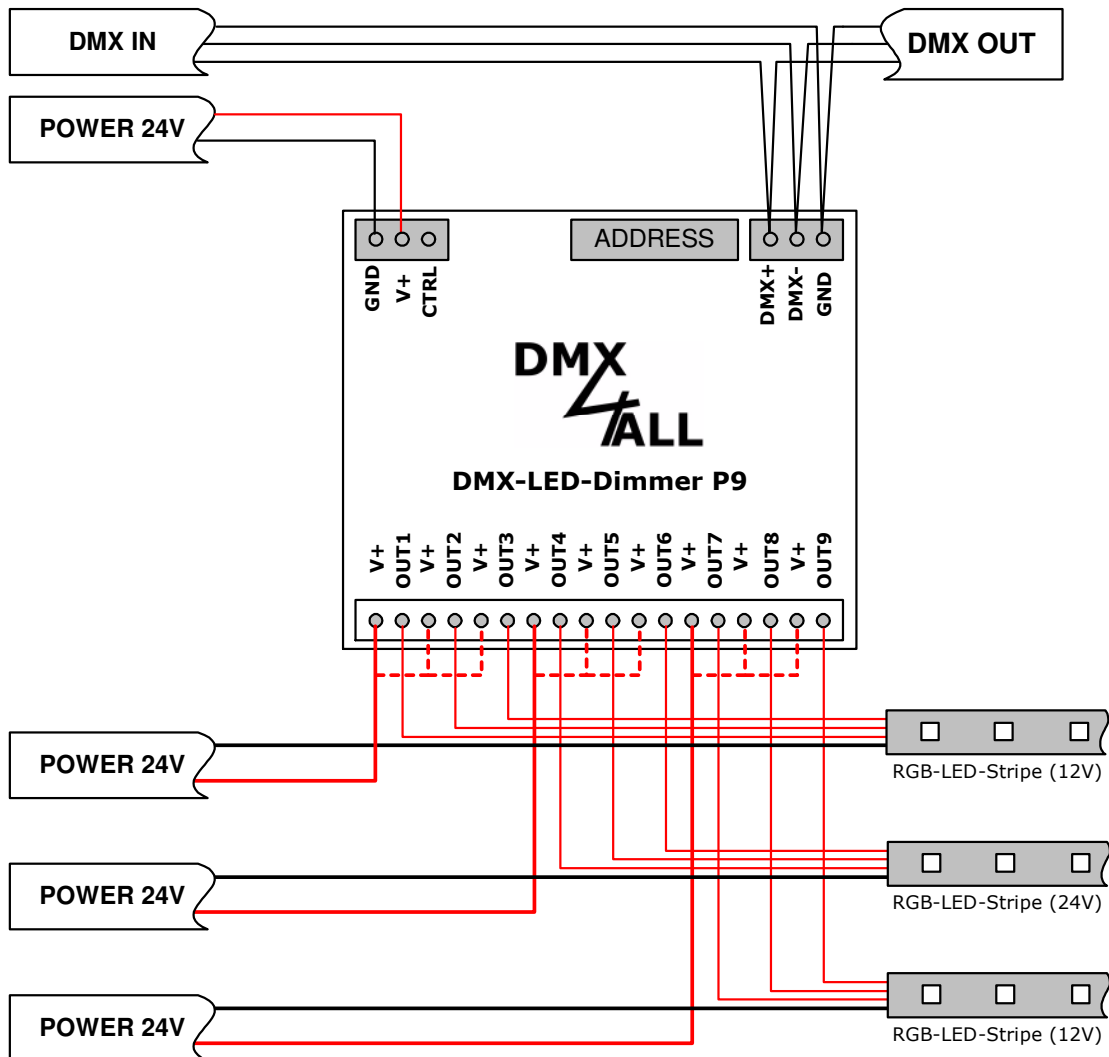 DMX IN
DMX OUT
POWER 24V
ADDRESS
GND
V+
CTRL
DMX+
DMX-
GND
DMX
4
ALL
DMX-LED-Dimmer P9
V+
OUT1
V+
OUT2
V+
OUT3
V+
OUT4
V+
OUT5
V+
OUT6
V+
OUT7
V+
OUT8
V+
OUT9
POWER 24V
RGB-LED-Stripe (12V)
POWER 24V
RGB-LED-Stripe (24V)
POWER 24V
RGB-LED-Stripe (12V)